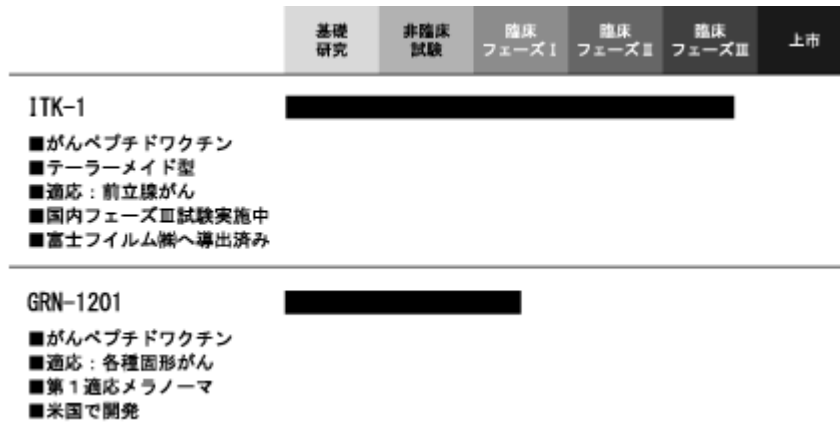 基礎 非臨床 臨床 臨床 臨床 上市
研究 試験 フェーズⅠ フェーズⅡ フェーズⅢ
ITK-1
■がんペプチドワクチン
■テーラーメイド型
■適応：前立腺がん
■国内フェーズⅢ試験実施中
■富士フイルム㈱へ導出済み
GRN-1201
■がんペプチドワクチン
■適応：各種固形がん
■第１適応メラノーマ
■米国で開発